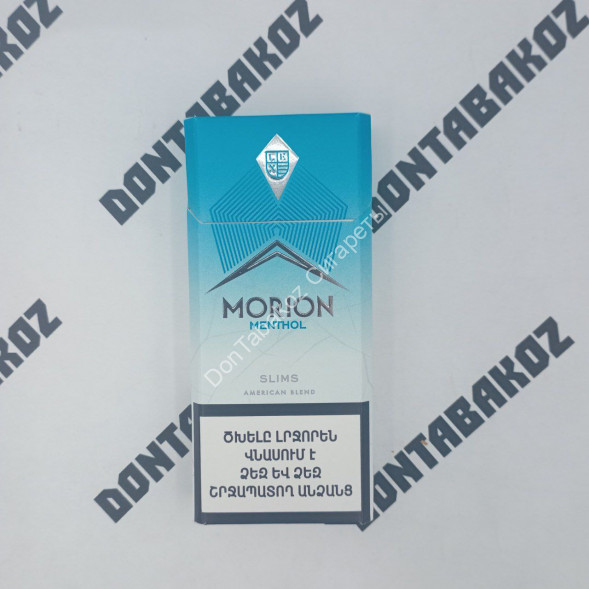 DONTABAKOZ
DONTABAKOZ
DONTABAKOZ
DONTABAKOZ
MORION
MENTHOL
SLIMS
AMERICAN BLEND
ԾԽԵԼԸ ԼՐՋՈՐԵՆ
ՎՆԱՍՈՒՄ Է
ՁԵԶ ԵՎ ՁԵԶ
ՇՐՋԱՊԱՏՈՂ ԱՆՁԱՆՑ
DonTabakoz Сигареты